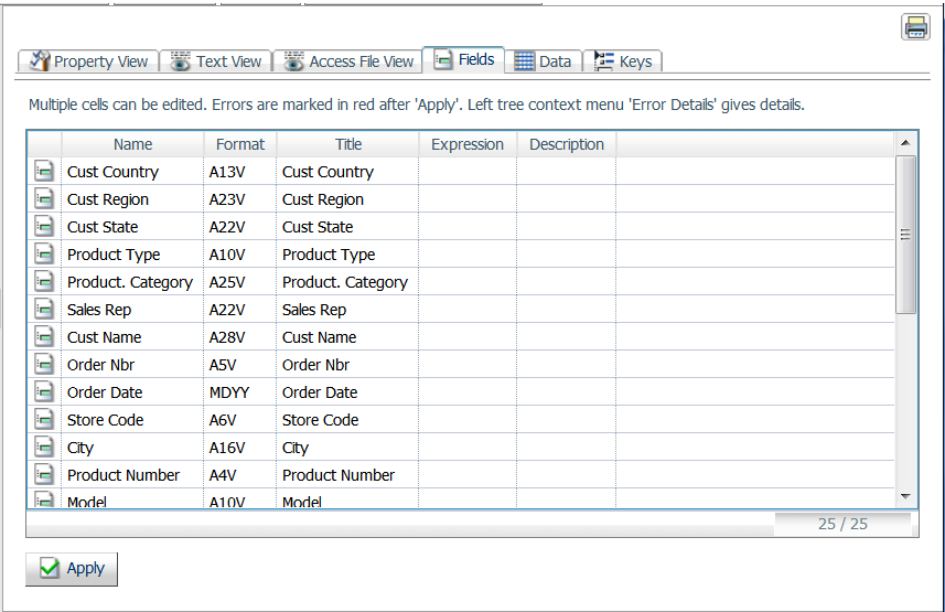 Property View Text View Access File View Fields Data Keys
Multiple cells can be edited. Errors are marked in red after 'Apply'. Left tree context menu 'Error Details' gives details.
Name Format Title Expression Description
Cust Country A13V Cust Country
Cust Region A23V Cust Region
Cust State A22V Cust State
Product Type A10V Product Type
Product. Category A25V Product. Category
Sales Rep A22V Sales Rep
Cust Name A28V Cust Name
Order Nbr A5V Order Nbr
Order Date MDYY Order Date
Store Code A6V Store Code
City A16V City
Product Number A4V Product Number
Model A10V Model
25 / 25
Apply